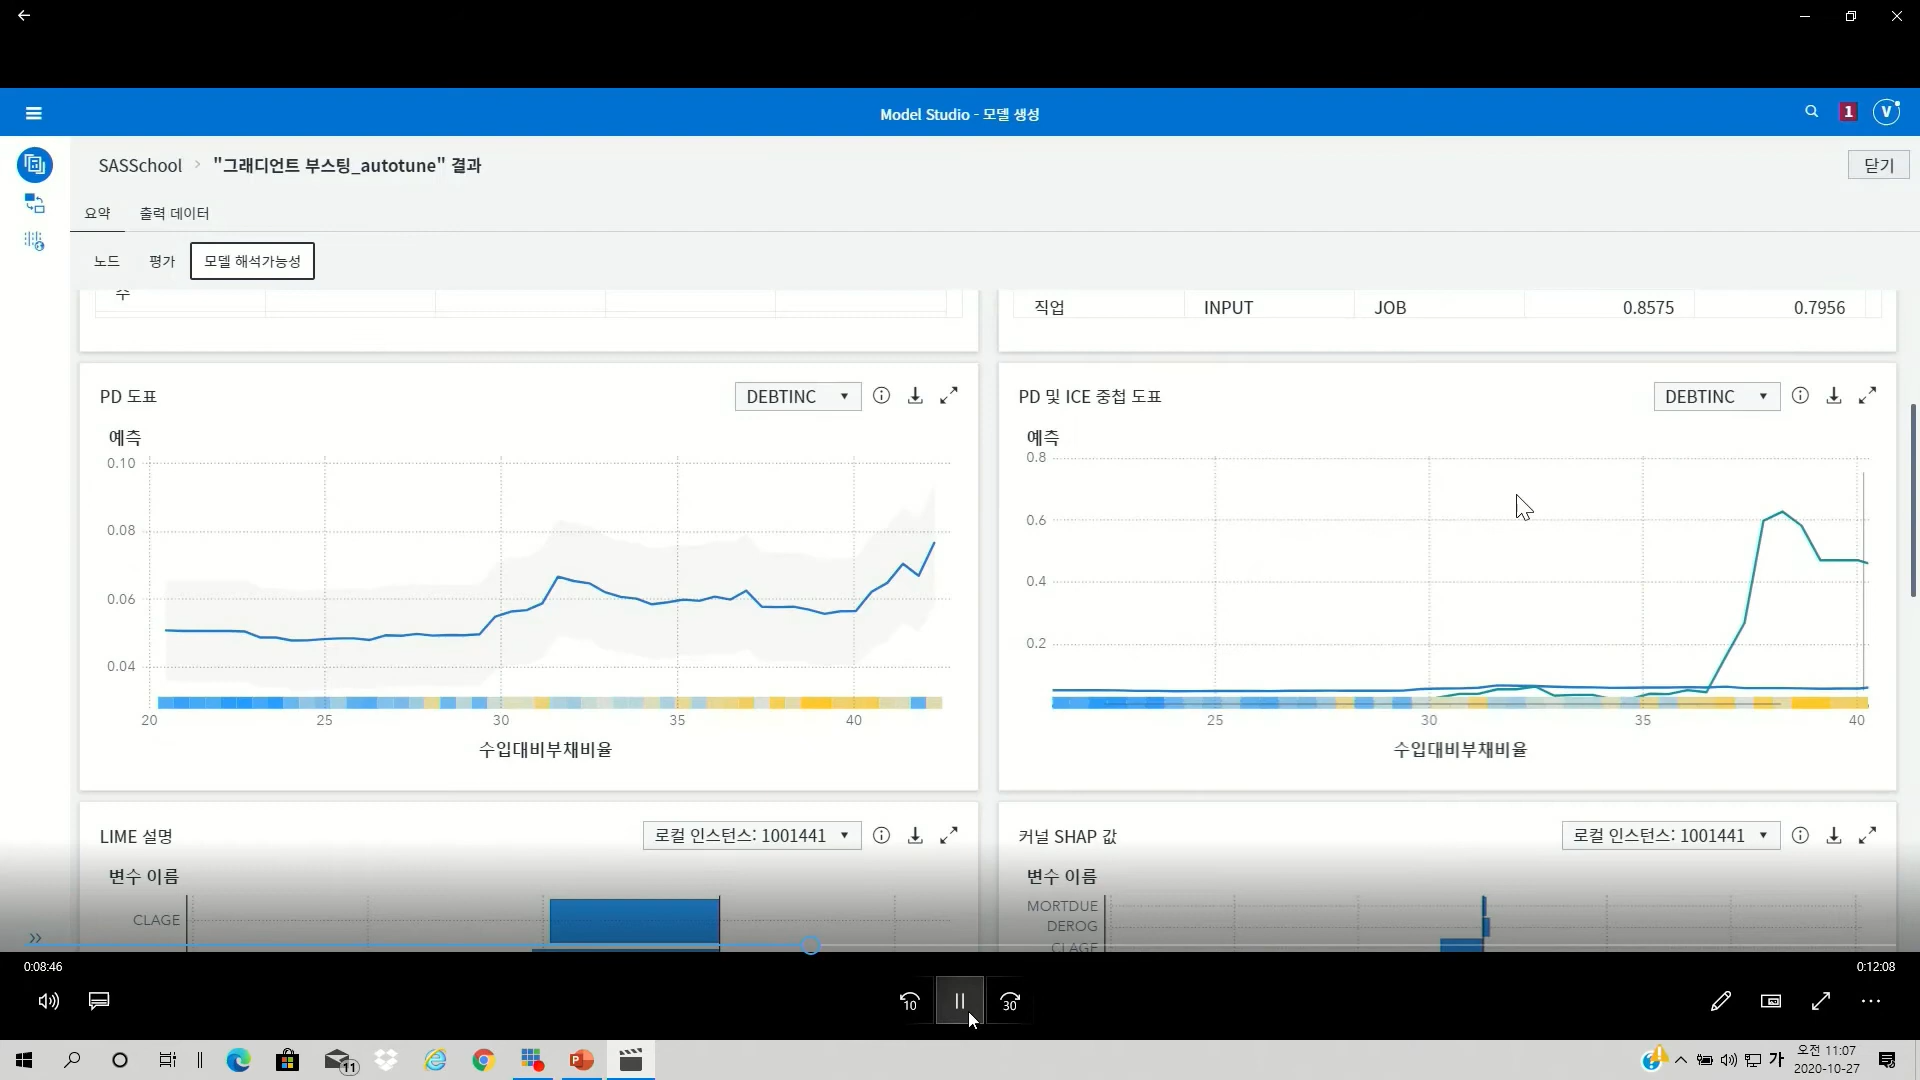 Model Studio - 모델 생성
1
V
SASSchool > "그래디언트 부스팅_autotune" 결과
닫기
요약 출력 데이터
노드 평가 모델 해석가능성
수
직업 INPUT JOB 0.8575 0.7956
PD 도표
DEBTINC
예측
0.10
0.08
0.06
0.04
20 25 30 35 40
수입대비부채비율
PD 및 ICE 중첩 도표
DEBTINC
예측
0.8
0.6
0.4
0.2
25 30 35 40
수입대비부채비율
LIME 설명
로컬 인스턴스: 1001441
변수 이름
CLAGE
커널 SHAP 값
로컬 인스턴스: 1001441
변수 이름
MORTDUE
DEROG
CLAGE
0:08:46
0:12:08
10
30
11
가
오전 11:07
2020-10-27